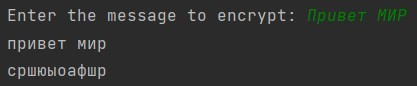 Enter the message to encrypt: Привет МИР
привет мир
сршюыоафшр